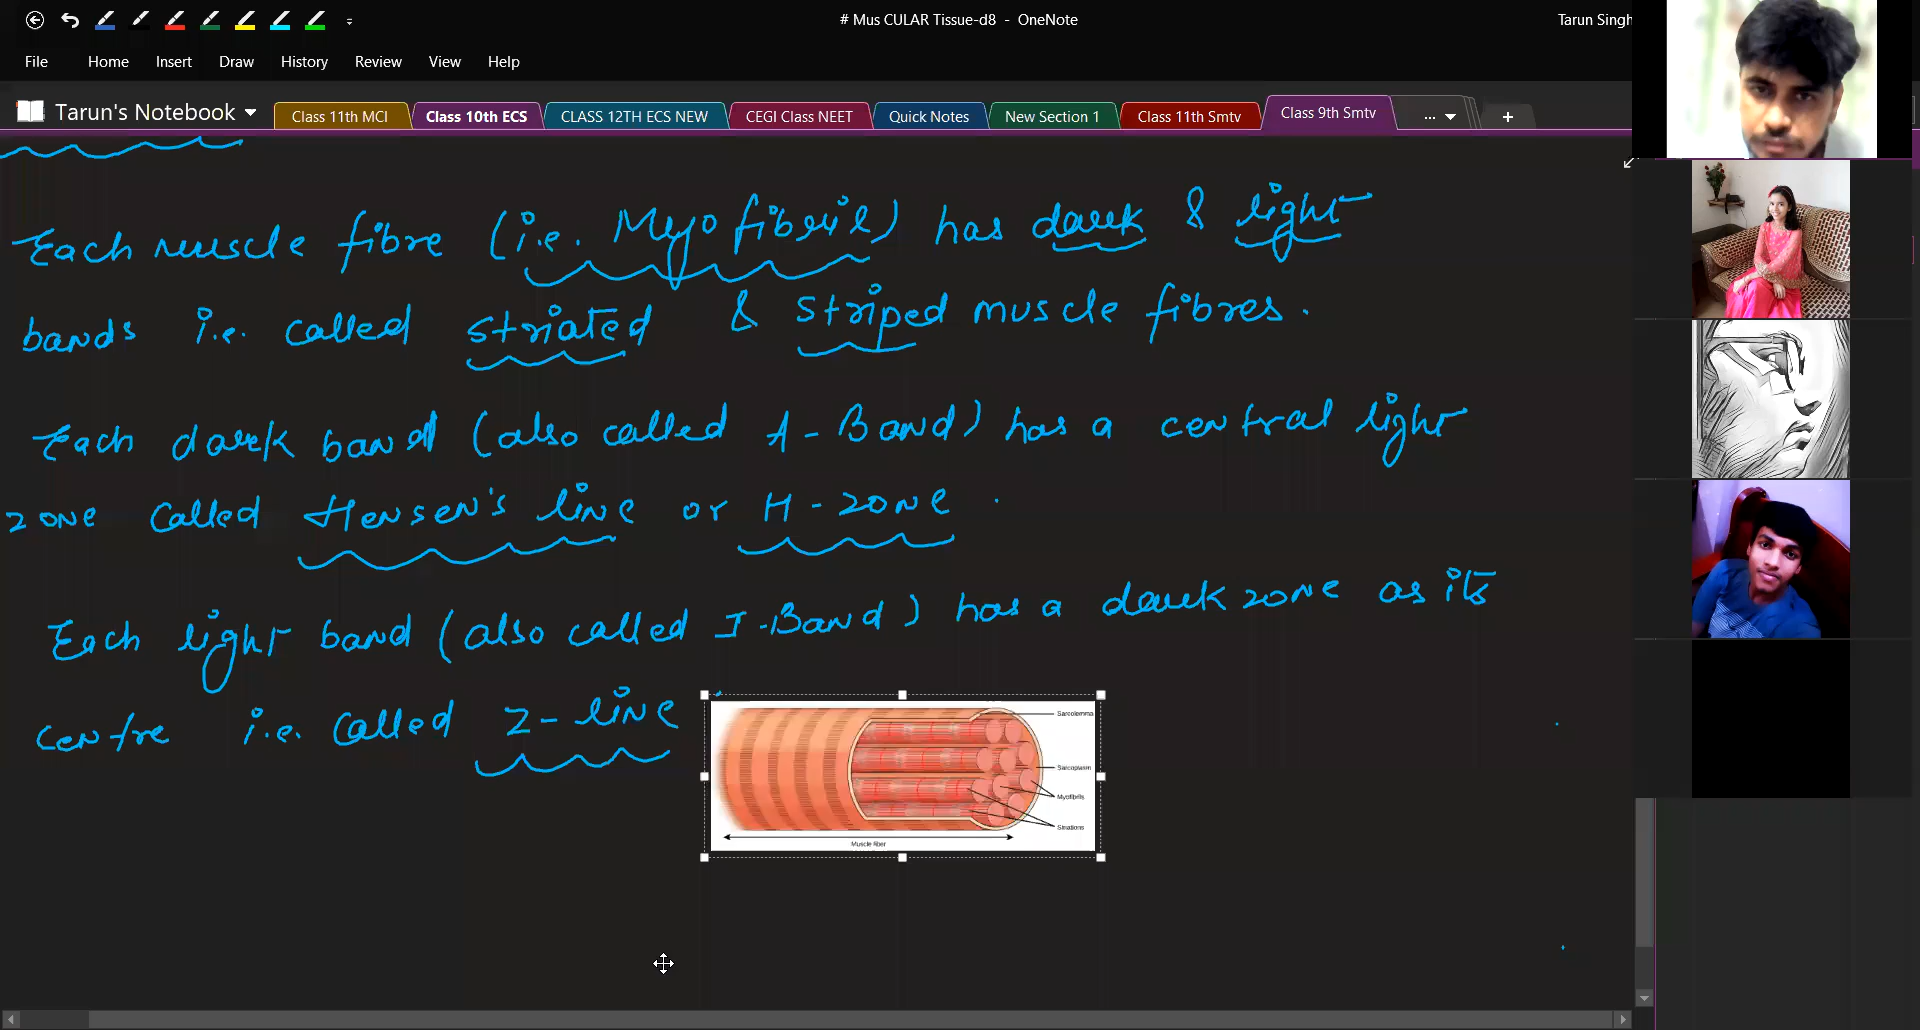 # Mus CULAR Tissue-d8 - OneNote
Tarun Singh
File Home Insert Draw History Review View Help
Tarun's Notebook
Class 11th MCI
Class 10th ECS
CLASS 12TH ECS NEW
CEGI Class NEET
Quick Notes
New Section 1
Class 11th Smtv
Class 9th Smtv
...
+
Each muscle fibre (i.e. Myofibril) has dark & light
bands i.e. called striated & striped muscle fibres.
Each dark band (also called A-Band) has a central light
zone called Hensen's line or H-zone.
Each light band (also called I-Band) has a dark zone as its
centre i.e. called Z-line
Sarcolemma
Sarcoplasm
Myofibrils
Striations
Muscle fiber